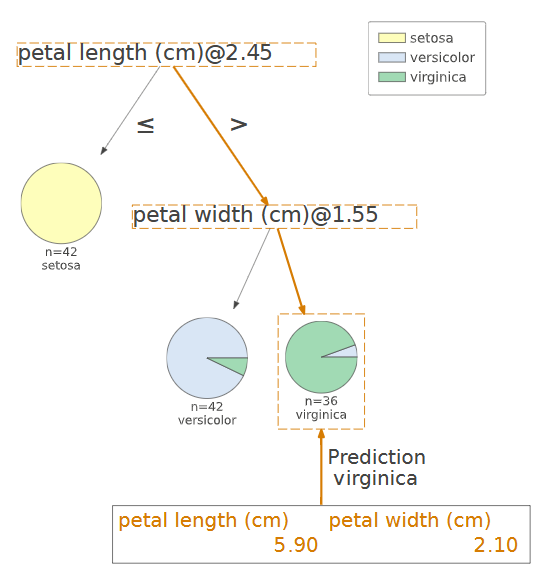 petal length (cm)@2.45
setosa
versicolor
virginica
≤
>
petal width (cm)@1.55
n=42
setosa
n=42
versicolor
n=36
virginica
Prediction
virginica
petal length (cm) petal width (cm)
5.90 2.10